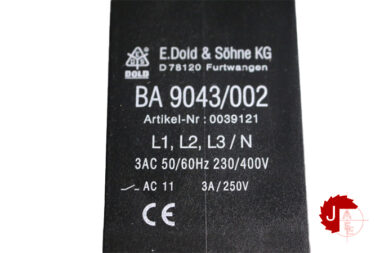 DOLD
E.Dold & Söhne KG
D 78120 Furtwangen
BA 9043/002
Artikel-Nr : 0039121
L1, L2, L3 / N
3AC 50/60Hz 230/400V
AC 11 3A/250V
CE